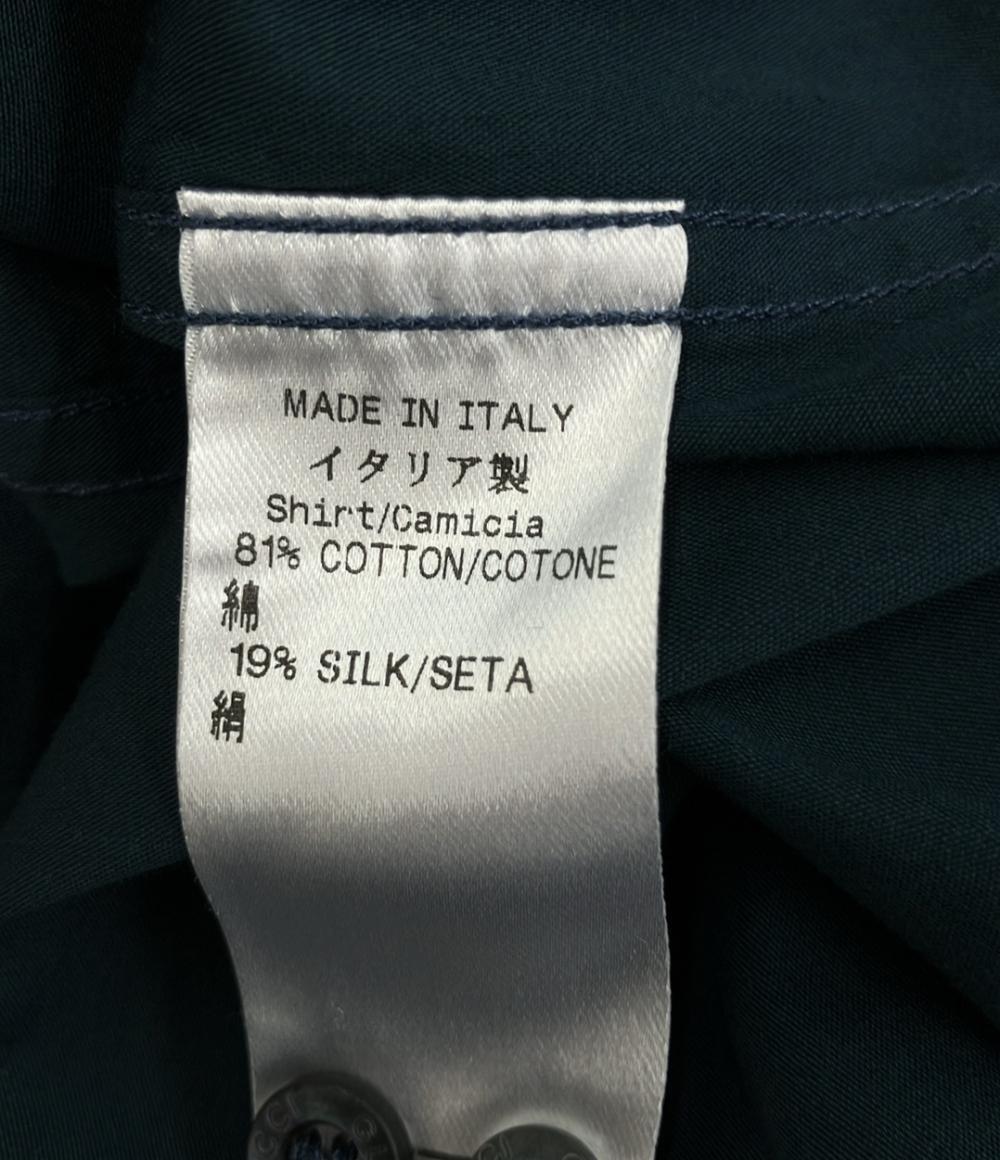 MADE IN ITALY
イタリア製
Shirt/Camicia
81% COTTON/COTONE
綿
19% SILK/SETA
絹